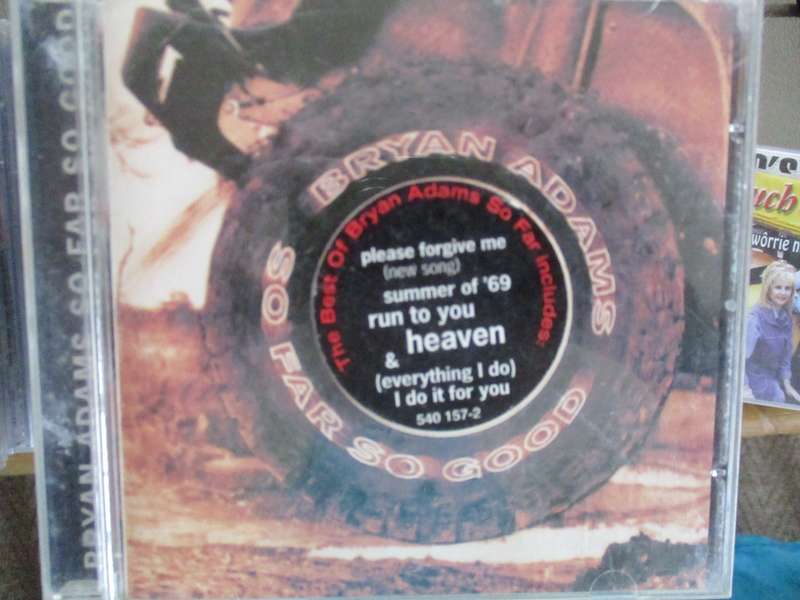 BRYAN ADAMS SO FAR SO GOOD
BRYAN ADAMS
SO FAR SO GOOD
The Best Of Bryan Adams So Far Includes:
please forgive me
(new song)
summer of '69
run to you
heaven
&
(everything I do)
I do it for you
540 157-2